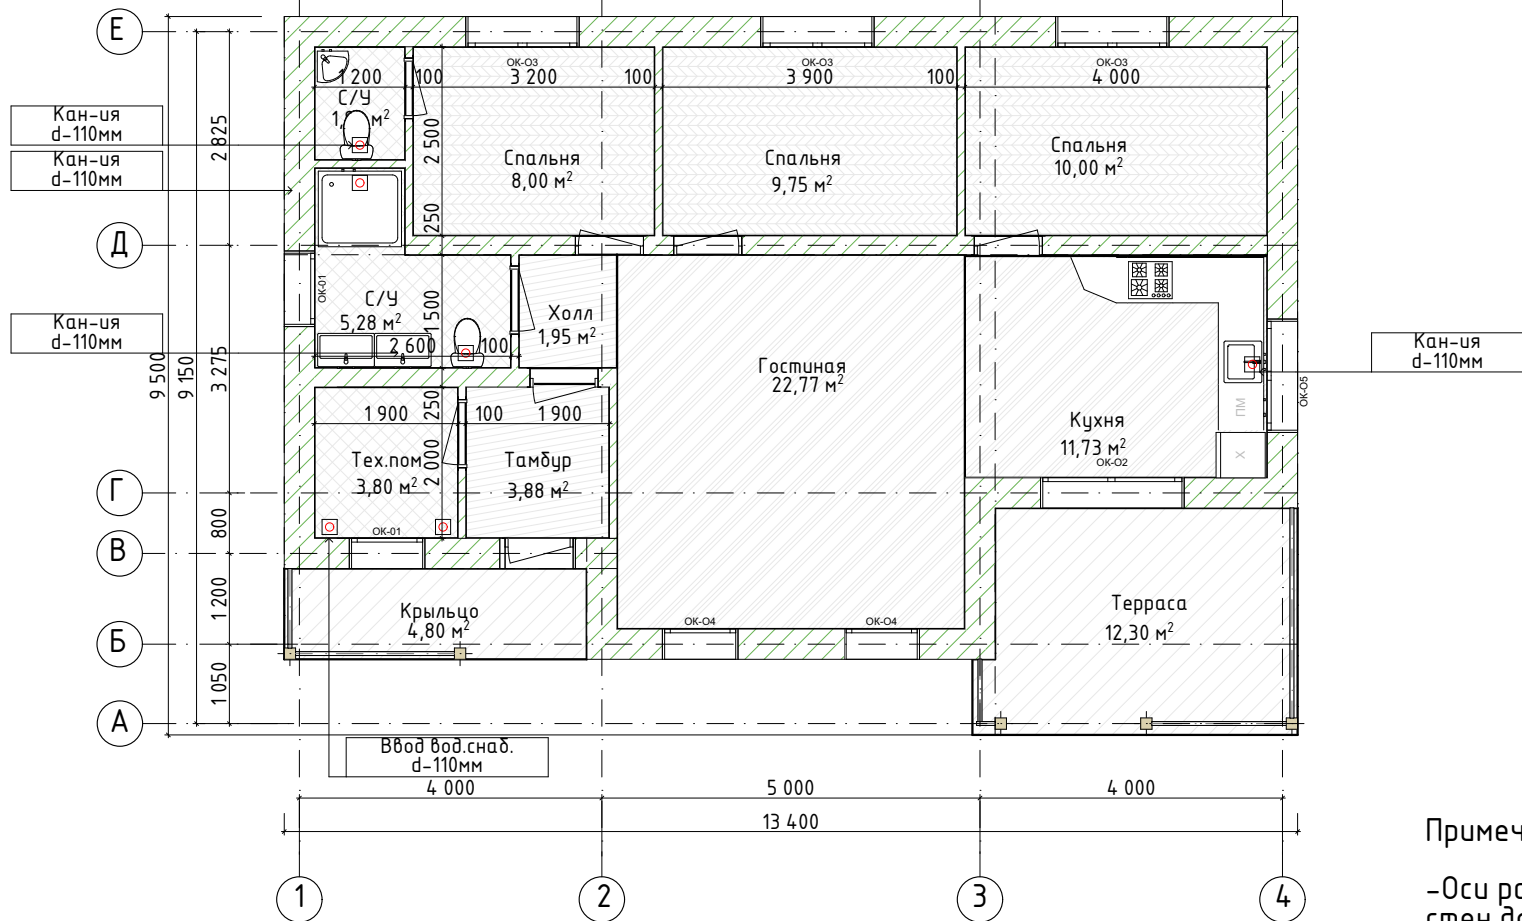 Е
ОК-03
ОК-03
ОК-03
1 200
100
3 200
100
3 900
100
4 000
С/У
Кан-ия
d-110мм
2 825
2 500
Кан-ия
d-110мм
Спальня
8,00 м²
Спальня
9,75 м²
Спальня
10,00 м²
250
Д
ОК-01
С/У
5,28 м²
1 500
Холл
1,95 м²
Кан-ия
d-110мм
2 600
100
Кан-ия
d-110мм
9 500
9 150
3 275
Гостиная
22,77 м²
ОК-05
250
1 900
100
1 900
Кухня
11,73 м²
ОК-02
ПМ
Х
Тех.пом
3,80 м²
2 000
Тамбур
3,88 м²
Г
800
ОК-01
В
1 200
Крыльцо
4,80 м²
Терраса
12,30 м²
ОК-04
ОК-04
Б
1 050
А
Ввод вод.снаб.
d-110мм
4 000
5 000
4 000
13 400
Примеч
-Оси ра
стен до
1
2
3
4